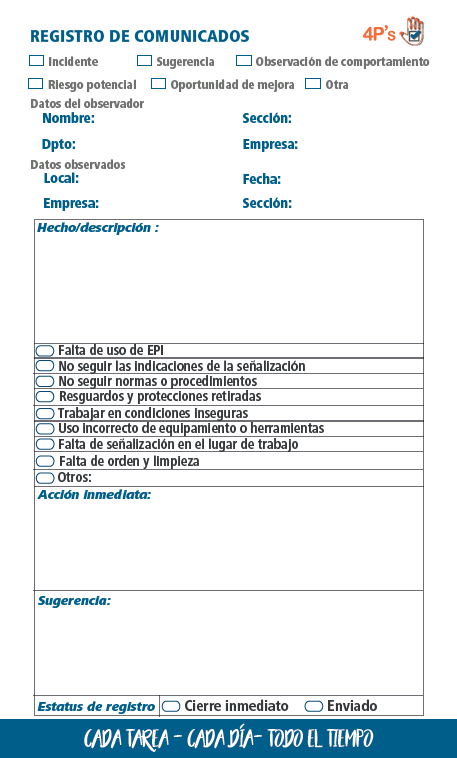 REGISTRO DE COMUNICADOS 4P's
Incidente Sugerencia Observación de comportamiento
Riesgo potencial Oportunidad de mejora Otra
Datos del observador
Nombre: Sección:
Dpto: Empresa:
Datos observados
Local: Fecha:
Empresa: Sección:
Hecho/descripción :
Falta de uso de EPI
No seguir las indicaciones de la señalización
No seguir normas o procedimientos
Resguardos y protecciones retiradas
Trabajar en condiciones inseguras
Uso incorrecto de equipamiento o herramientas
Falta de señalización en el lugar de trabajo
Falta de orden y limpieza
Otros:
Acción inmediata:
Sugerencia:
Estatus de registro Cierre inmediato Enviado
CADA TAREA - CADA DÍA- TODO EL TIEMPO